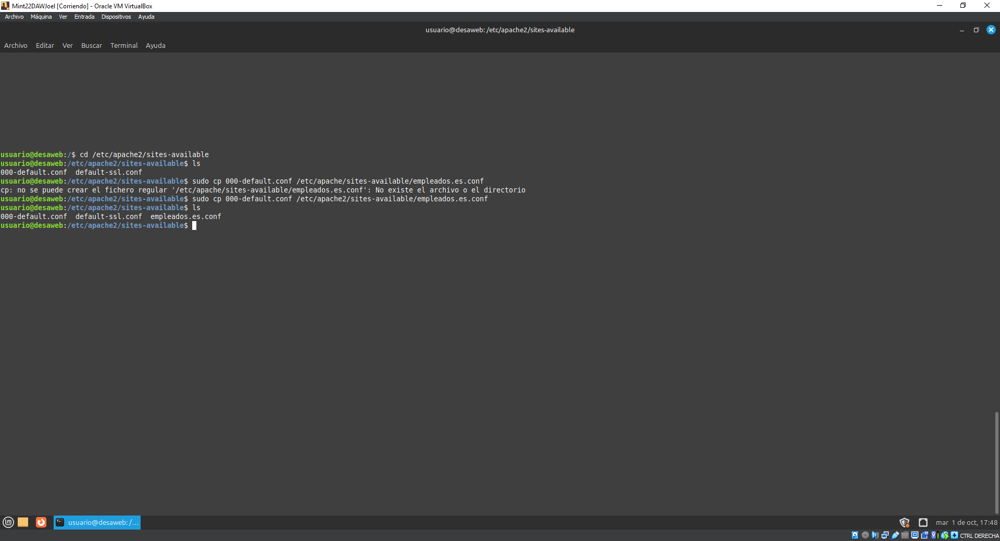 Mint22DAWJoel [Corriendo] - Oracle VM VirtualBox
Archivo Máquina Ver Entrada Dispositivos Ayuda
usuario@desaweb: /etc/apache2/sites-available
Archivo Editar Ver Buscar Terminal Ayuda
usuario@desaweb:/$ cd /etc/apache2/sites-available
usuario@desaweb:/etc/apache2/sites-available$ ls
000-default.conf  default-ssl.conf
usuario@desaweb:/etc/apache2/sites-available$ sudo cp 000-default.conf /etc/apache/sites-available/empleados.es.conf
cp: no se puede crear el fichero regular '/etc/apache/sites-available/empleados.es.conf': No existe el archivo o el directorio
usuario@desaweb:/etc/apache2/sites-available$ sudo cp 000-default.conf /etc/apache2/sites-available/empleados.es.conf
usuario@desaweb:/etc/apache2/sites-available$ ls
000-default.conf  default-ssl.conf  empleados.es.conf
usuario@desaweb:/etc/apache2/sites-available$
usuario@desaweb: /...
mar 1 de oct, 17:48
CTRL DERECHA